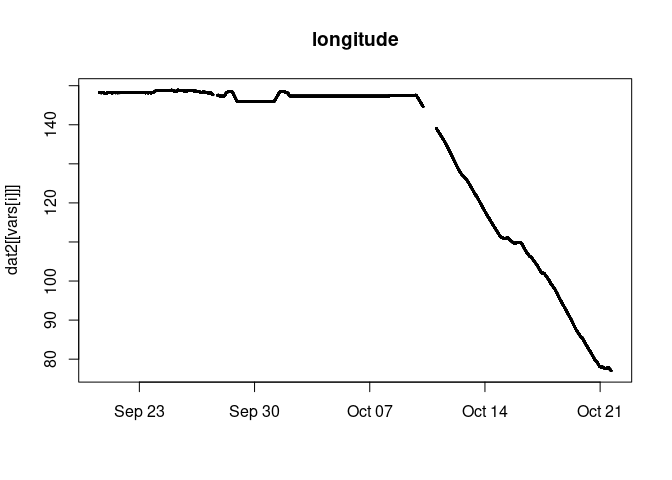 longitude
dat2[[vars[i]]]
140
120
100
90
80
Sep 23
Sep 30
Oct 07
Oct 14
Oct 21